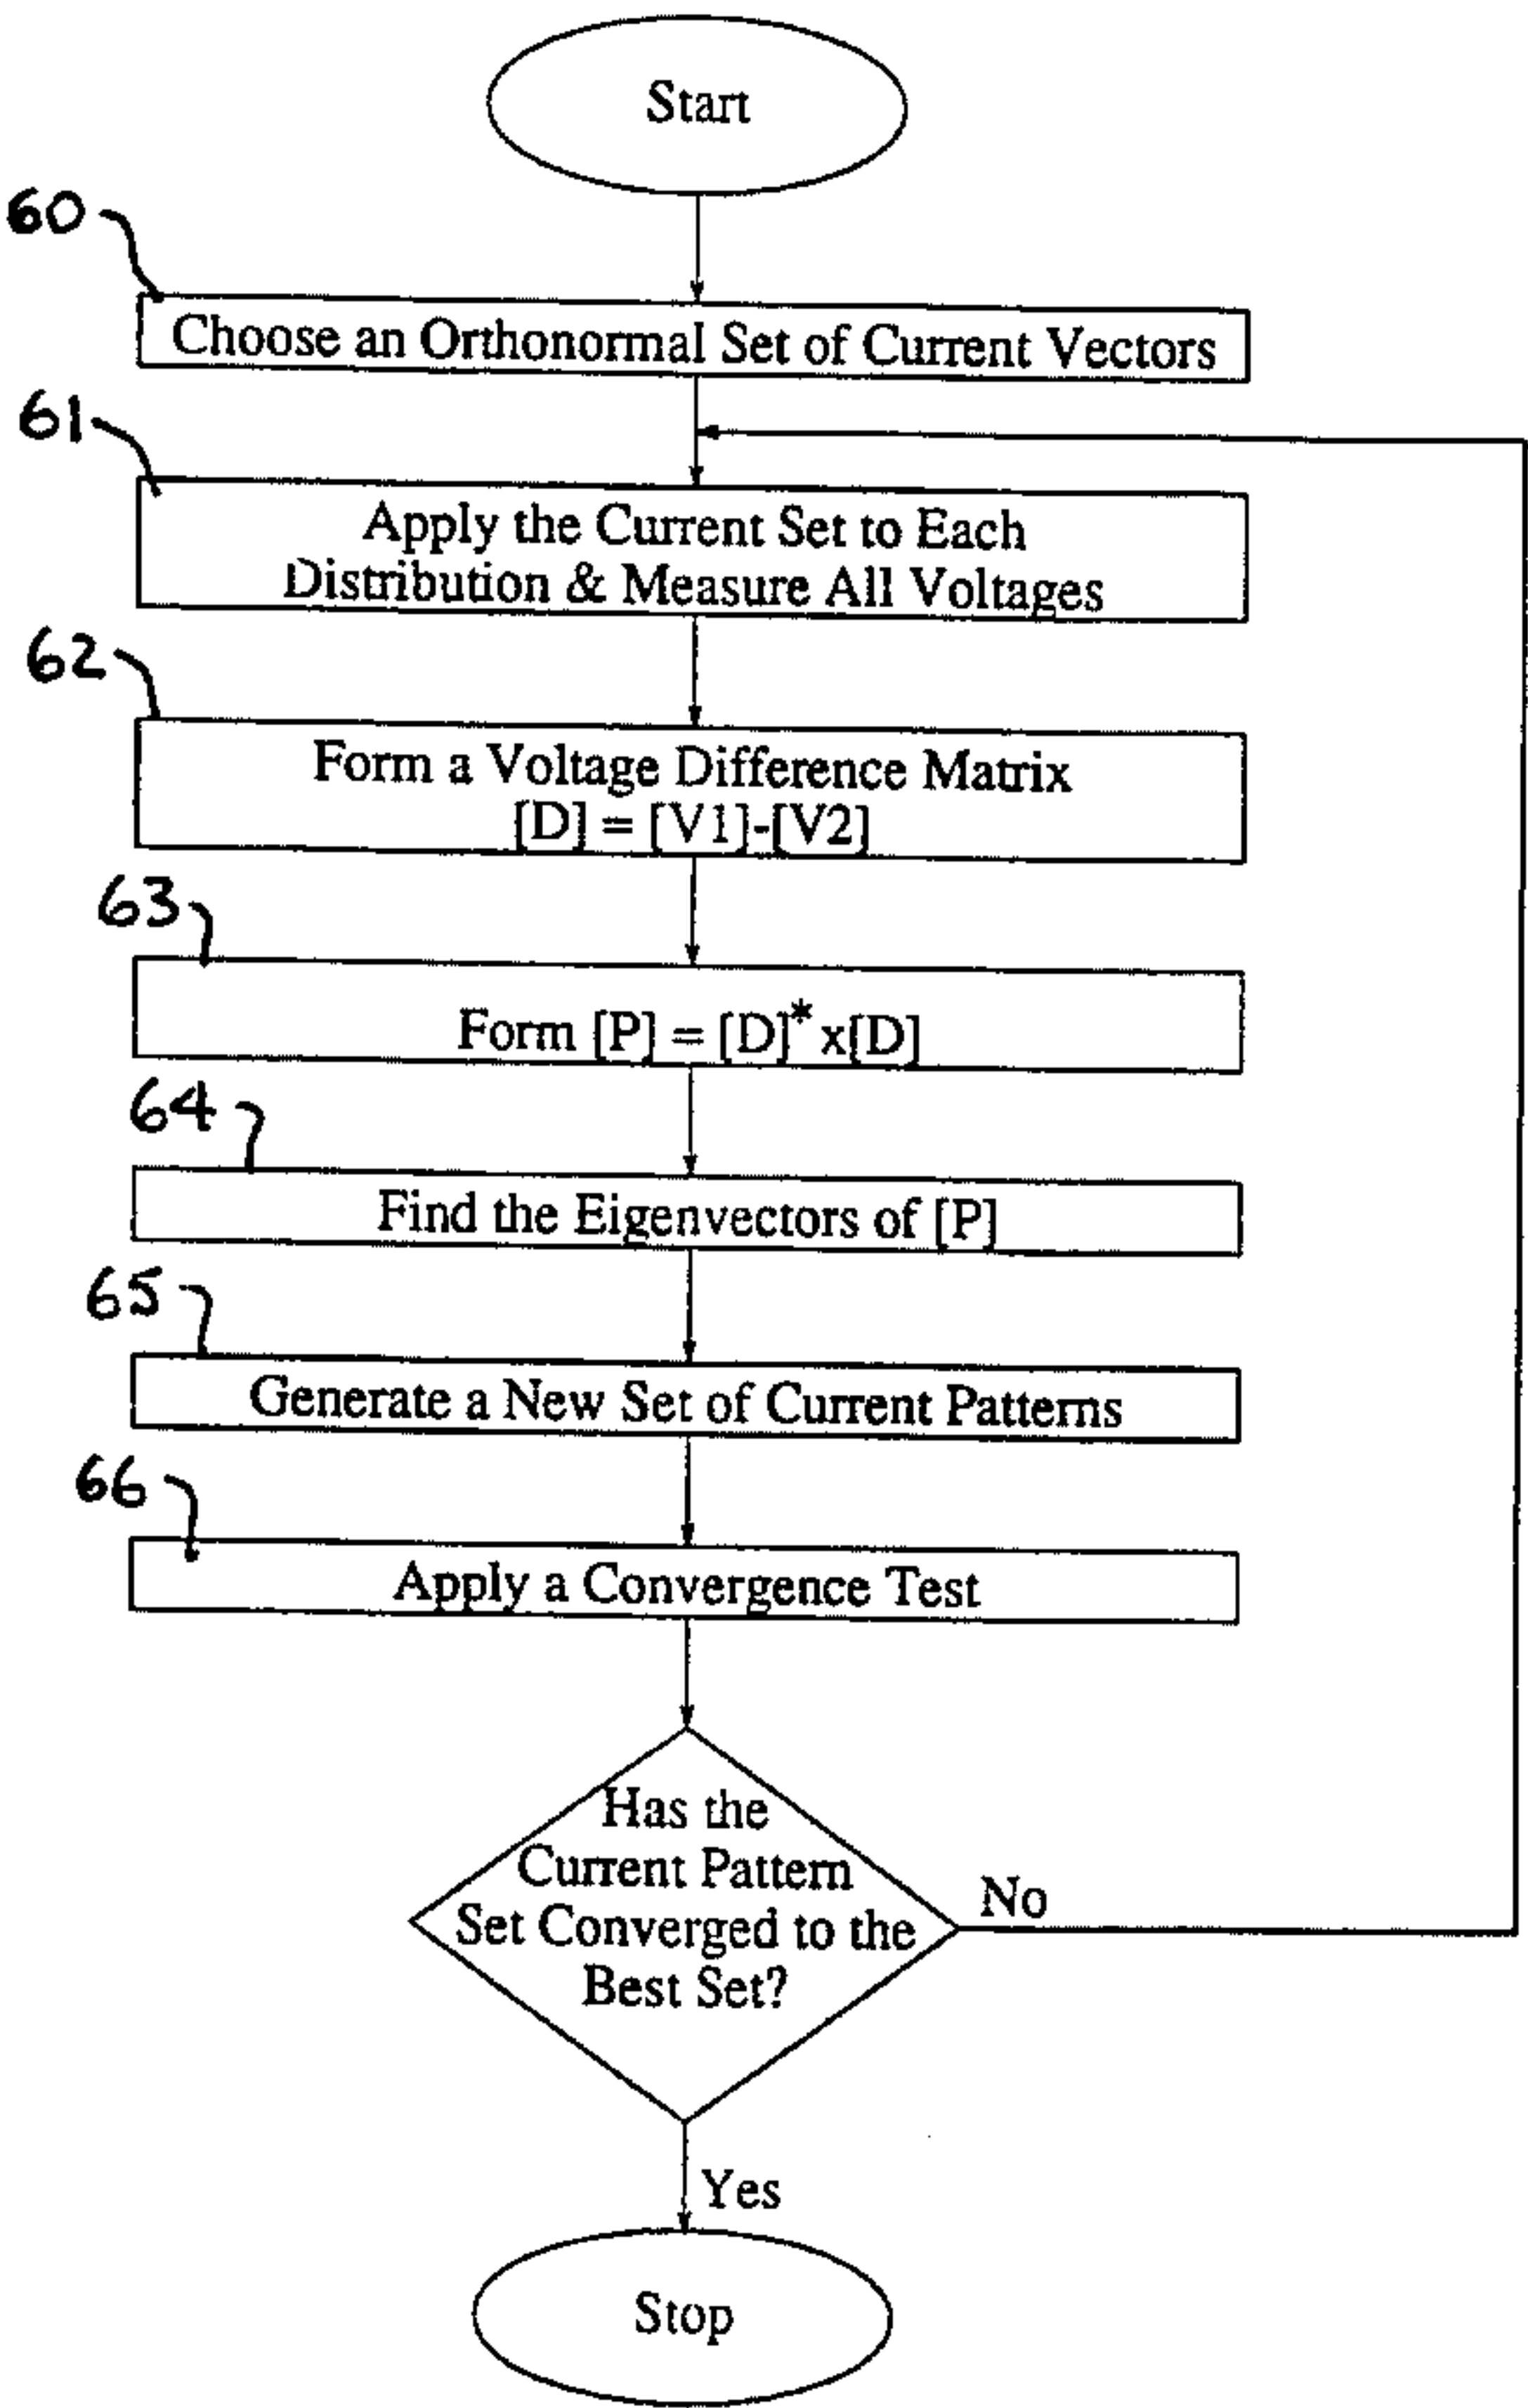 Start
60
Choose an Orthonormal Set of Current Vectors
61
Apply the Current Set to Each
Distribution & Measure All Voltages
62
Form a Voltage Difference Matrix
[D] = [V1]-[V2]
63
Form [P] = [D]* x[D]
64
Find the Eigenvectors of [P]
65
Generate a New Set of Current Patterns
66
Apply a Convergence Test
Has the
Current Pattern
Set Converged to the
Best Set?
No
Yes
Stop